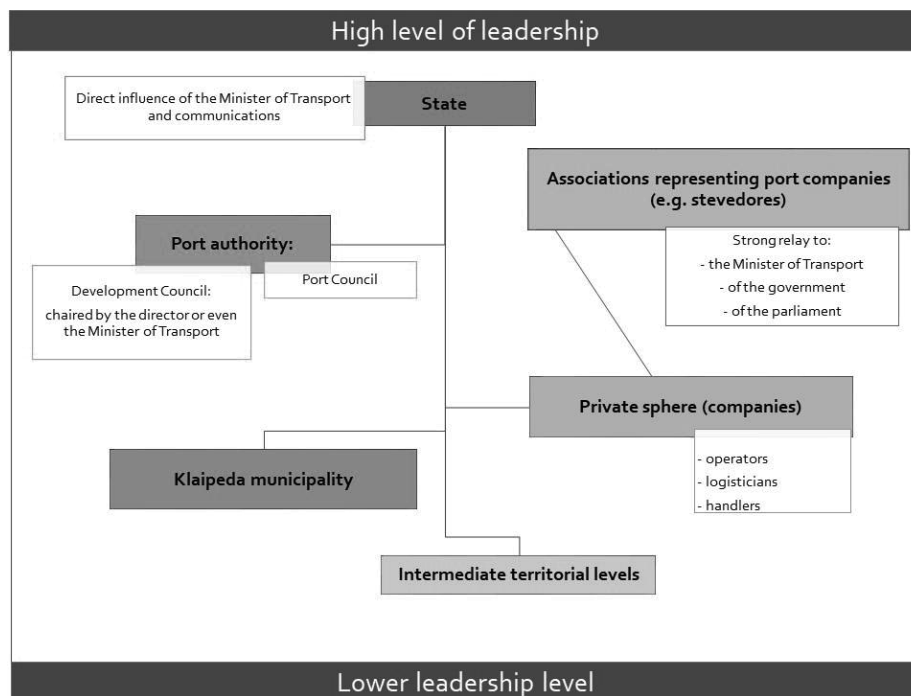 High level of leadership
Direct influence of the Minister of Transport
and communications
State
Associations representing port companies
(e.g. stevedores)
Strong relay to:
- the Minister of Transport
- of the government
- of the parliament
Port authority:
Port Council
Development Council:
chaired by the director or even
the Minister of Transport
Private sphere (companies)
- operators
- logisticians
- handlers
Klaipeda municipality
Intermediate territorial levels
Lower leadership level